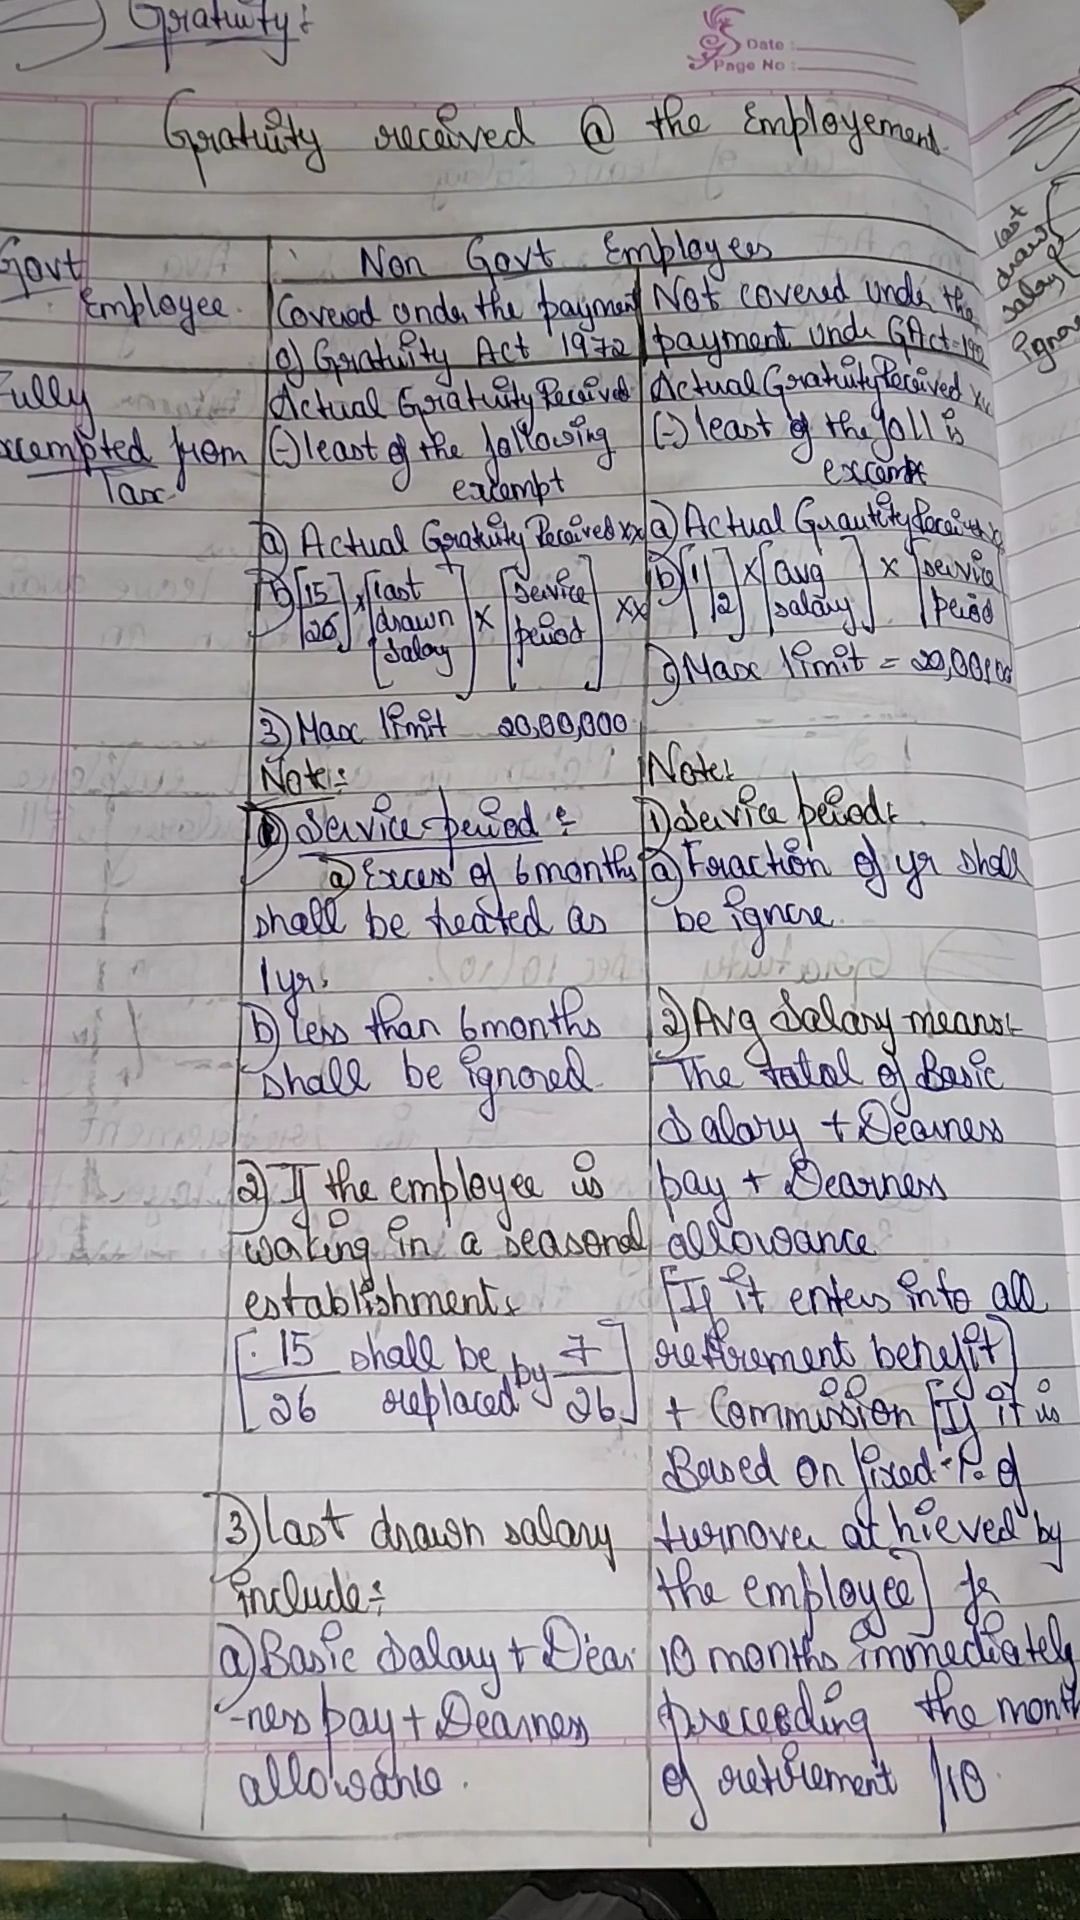 Gratuity:
Date :
Page No :
Gratuity received @ the Employement.
Govt
Employee.
Non Govt Employees
Covered under the payment
of Gratuity Act 1972
Not covered under the
payment unde G Act-1972
Fully
excempted from
Tax.
Actual Gratuity Received
(-) least of the following
exempt
a) Actual Gratuity Received xx
b) [15/26] x [last drawn salary] x [service period] xx
3) Max limit 20,00,000
Note:-
1) Service period :-
a) Excess of 6 months
shall be treated as
1yr.
b) Less than 6 months
shall be ignored
2) If the employee is
woking in a seasonal
establishment:
[15/26 shall be replaced by 7/26]
3) Last drawn salary
include:-
a) Basic Salary + Dear
-ness pay + Dearness
allowance.
Actual Gratuity Received xx
(-) least of the foll is
excempt
a) Actual Gratuity Received xx
b) [1/2] x [avg salary] x [service period]
c) Max limit = 20,00,000
Note:
1) Service period:
a) Fraction of yr shall
be ignore.
2) Avg Salary means:-
The total of Basic
Salary + Dearness
pay + Dearness
allowance
[If it enters into all
retirement benefit]
+ Commission [If it is
Based on fixed % of
turnover achieved by
the employee] for
10 months immediately
preceeding the month
of retirement /10.
last
drawn
salary
ignore